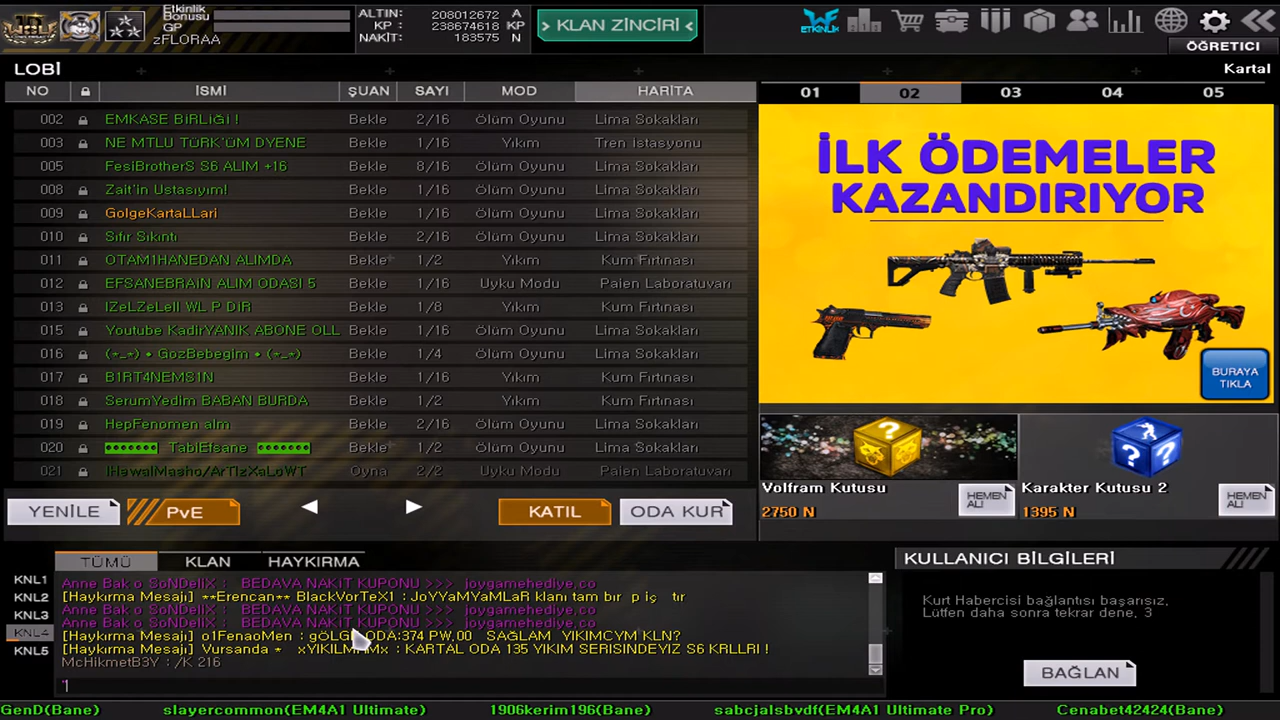 Etkinlik
Bonusu
GP
zFLORAA
ALTIN: 208012672 A
KP : 238674618 KP
NAKİT: 183575 N
> KLAN ZİNCİRİ <
ETKİNLİK
ÖĞRETICI
LOBİ
Kartal
NO İSMİ ŞUAN SAYI MOD HARİTA
002 EMKASE BIRLIĞI ! Bekle 2/16 Ölüm Oyunu Lima Sokakları
003 NE MTLU TÜRK'ÜM DYENE Bekle 1/16 Yıkım Tren İstasyonu
005 FesiBrotherS S6 ALIM +16 Bekle 8/16 Ölüm Oyunu Lima Sokakları
008 Zait'in Ustasıyım! Bekle 1/16 Ölüm Oyunu Lima Sokakları
009 GolgeKartaLLari Bekle 1/16 Ölüm Oyunu Lima Sokakları
010 Sıfır Sıkıntı Bekle 2/16 Ölüm Oyunu Lima Sokakları
011 OTAM1HANEDAN ALIMDA Bekle 1/2 Yıkım Kum Fırtınası
012 EFSANEBRAIN ALIM ODASI 5 Bekle 1/16 Uyku Modu Palen Laboratuvarı
013 IZeLZeLeII WL P DiR Bekle 1/8 Yıkım Kum Fırtınası
015 Youtube KadirYANIK ABONE OLL Bekle 1/16 Ölüm Oyunu Lima Sokakları
016 (*_*) • GozBebegim • (*_*) Bekle 1/4 Ölüm Oyunu Lima Sokakları
017 B1RT4NEMS1N Bekle 1/16 Yıkım Kum Fırtınası
018 SerumYedim BABAN BURDA Bekle 1/2 Yıkım Kum Fırtınası
019 HepFenomen alm Bekle 2/16 Ölüm Oyunu Lima Sokakları
020 TablEfsane Bekle 1/2 Ölüm Oyunu Lima Sokakları
021 IHewalMasho/ArTIzXaLoWT Oyna 2/2 Uyku Modu Palen Laboratuvarı
01 02 03 04 05
İLK ÖDEMELER
KAZANDIRIYOR
BURAYA
TIKLA
Volfram Kutusu
2750 N
HEMEN
AL!
Karakter Kutusu 2
1395 N
HEMEN
AL!
YENİLE PvE KATIL ODA KUR
TÜMÜ KLAN HAYKIRMA
KNL1
KNL2
KNL3
KNL4
KNL5
Anne Bak o SoNDeliX : BEDAVA NAKİT KUPONU >>> joygamehediye,co
[Haykırma Mesajı] **Erencan** BlackVorTeX1 : JoYYaMYaMLaR klanı tam bır p iç tır
Anne Bak o SoNDeliX : BEDAVA NAKİT KUPONU >>> joygamehediye,co
Anne Bak o SoNDeliX : BEDAVA NAKİT KUPONU >>> joygamehediye,co
[Haykırma Mesajı] o1FenaoMen : gÖLGE ODA:374 PW,00 SAĞLAM YIKIMCYM KLN?
[Haykırma Mesajı] Vursanda * : KARTAL ODA 135 YIKIM SERISINDEYIZ S6 KRLLRI !
McHikmetB3Y : /K 216
KULLANICI BİLGİLERİ
Kurt Habercisi bağlantısı başarısız,
Lütfen daha sonra tekrar dene, 3
BAĞLAN
GenD(Bane) slayercommon(EM4A1 Ultimate) 1906kerim196(Bane) sabcjalsbvdf(EM4A1 Ultimate Pro) Cenabet42424(Bane)